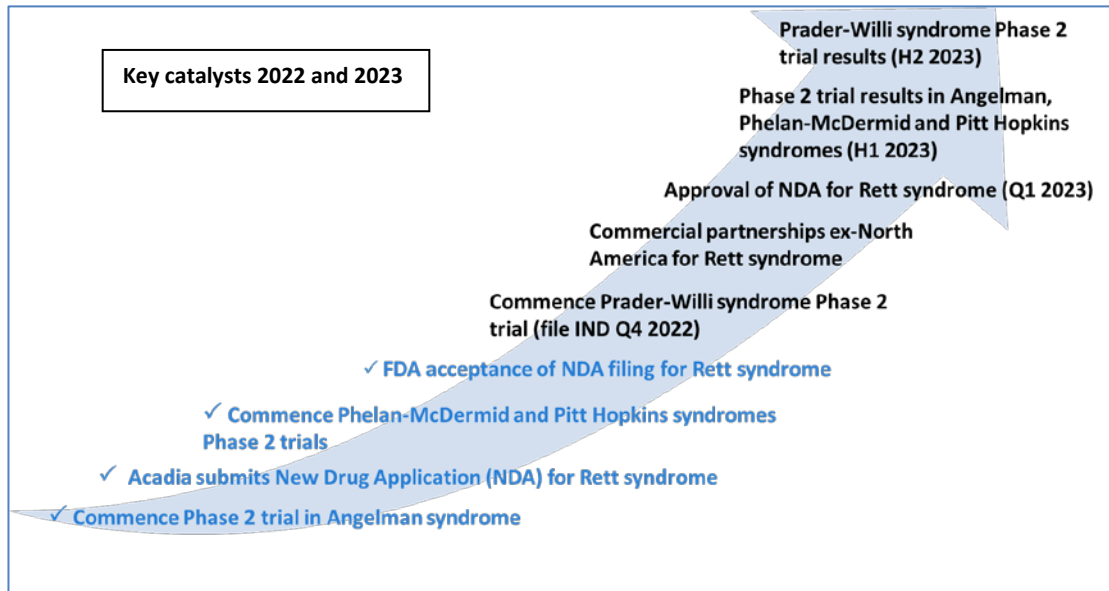 Key catalysts 2022 and 2023
Prader-Willi syndrome Phase 2
trial results (H2 2023)
Phase 2 trial results in Angelman,
Phelan-McDermid and Pitt Hopkins
syndromes (H1 2023)
Approval of NDA for Rett syndrome (Q1 2023)
Commercial partnerships ex-North
America for Rett syndrome
Commence Prader-Willi syndrome Phase 2
trial (file IND Q4 2022)
✓ FDA acceptance of NDA filing for Rett syndrome
✓ Commence Phelan-McDermid and Pitt Hopkins syndromes
Phase 2 trials
✓ Acadia submits New Drug Application (NDA) for Rett syndrome
✓ Commence Phase 2 trial in Angelman syndrome